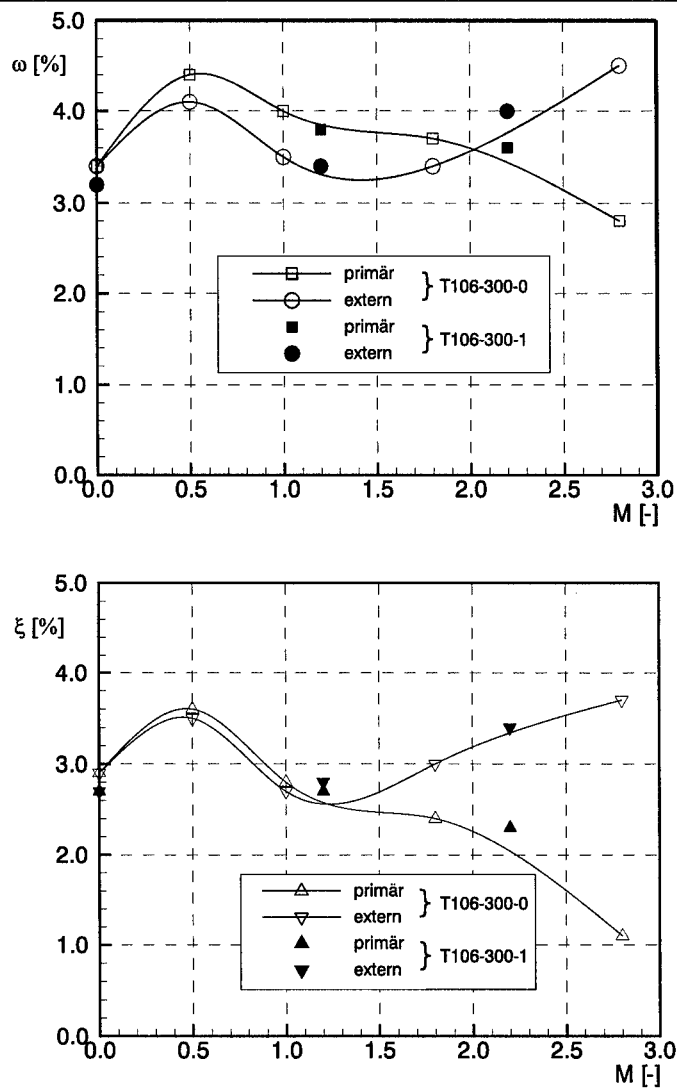 5.0
ω [%]
4.0
3.0
2.0
1.0
0.0
primär
extern
} T106-300-0
primär
extern
} T106-300-1
0.0 0.5 1.0 1.5 2.0 2.5 3.0
M [-]
5.0
ξ [%]
4.0
3.0
2.0
1.0
0.0
primär
extern
} T106-300-0
primär
extern
} T106-300-1
0.0 0.5 1.0 1.5 2.0 2.5 3.0
M [-]